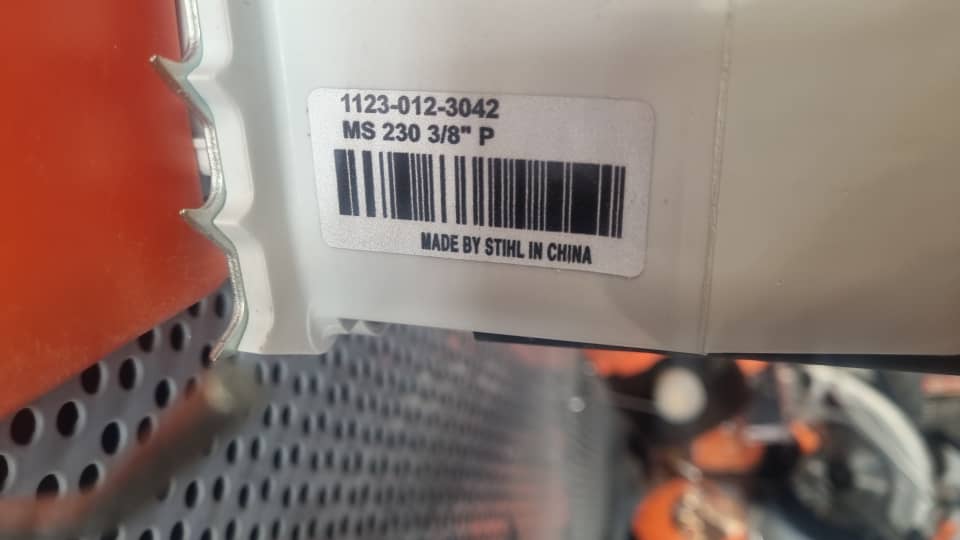 1123-012-3042
MS 230 3/8" P
MADE BY STIHL IN CHINA